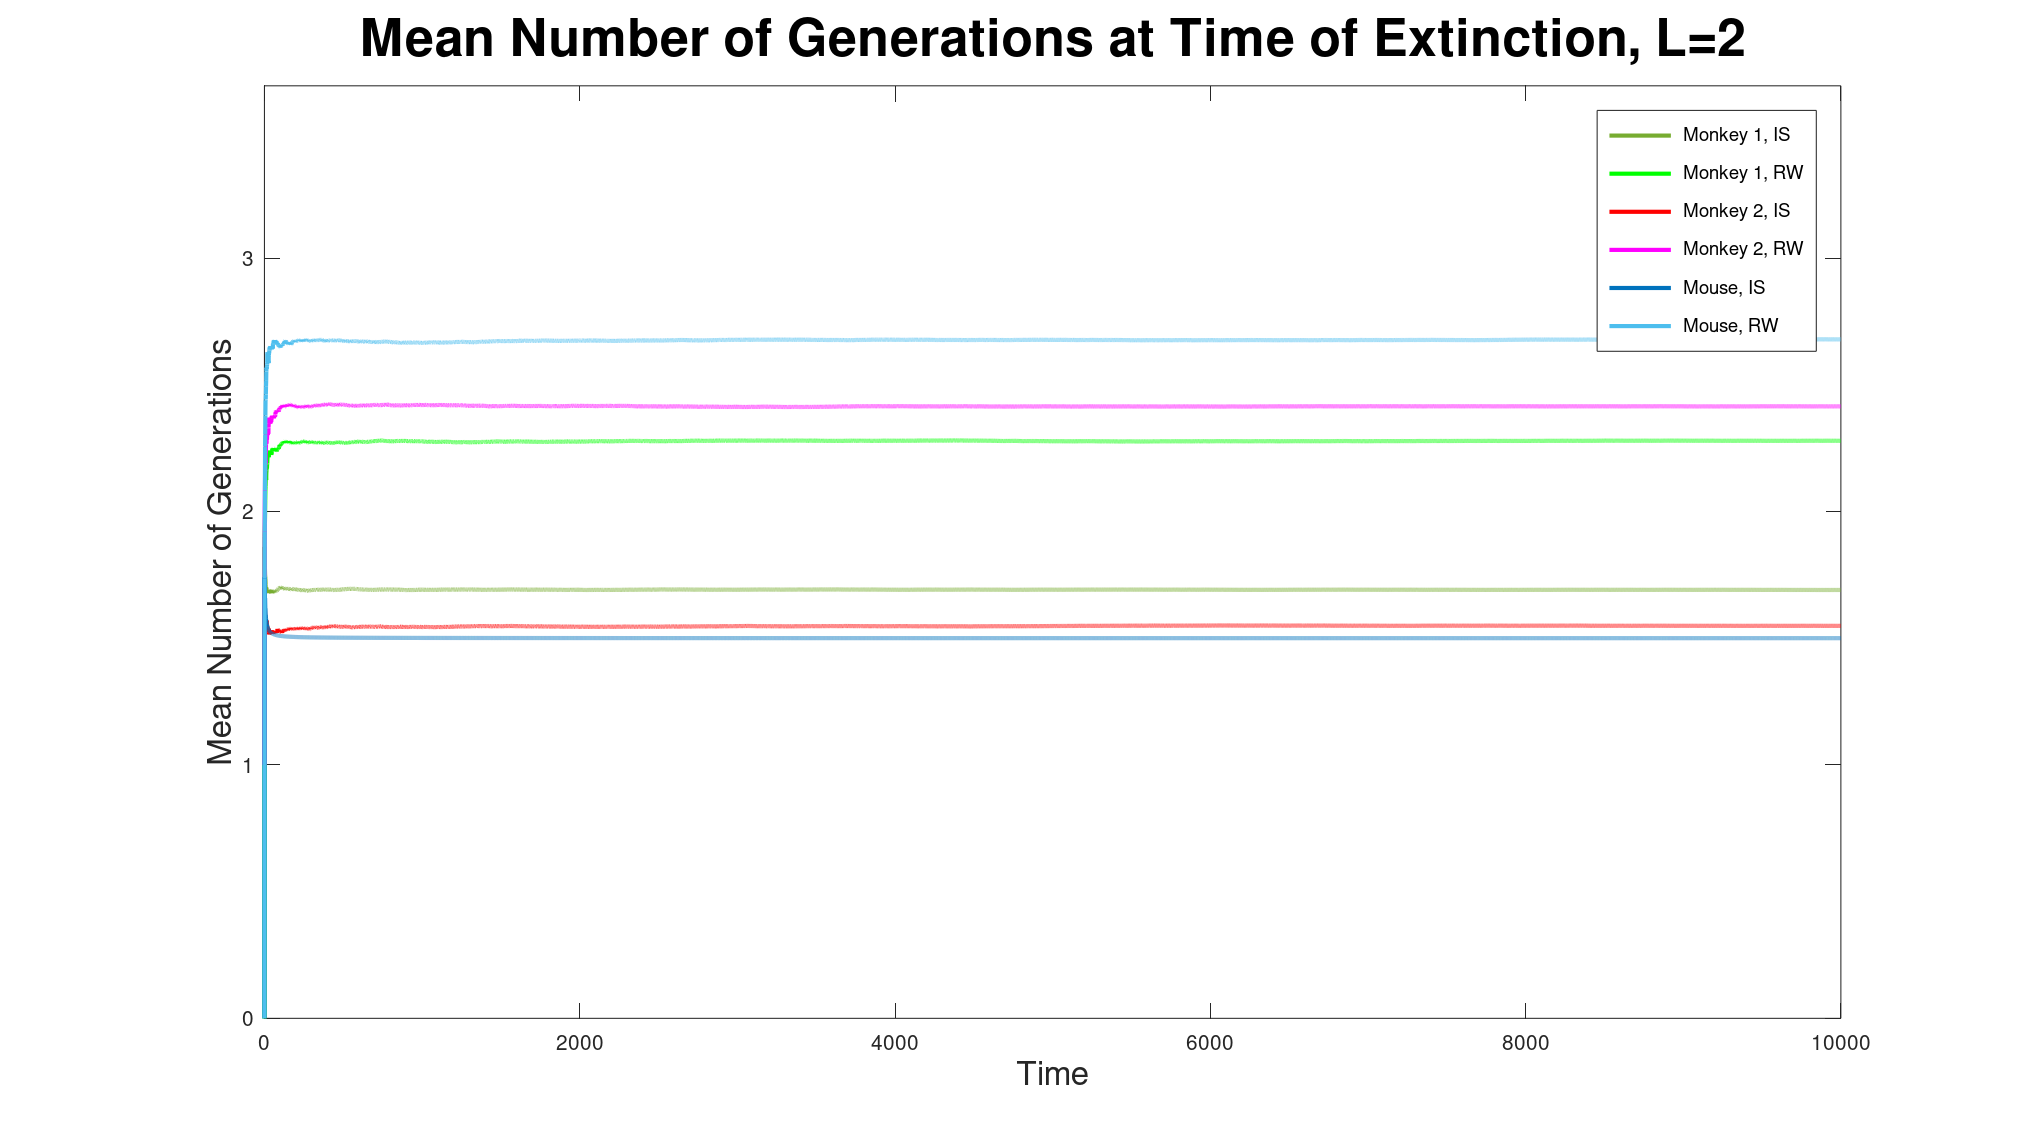 Mean Number of Generations at Time of Extinction, L=2
Monkey 1, IS
Monkey 1, RW
Monkey 2, IS
Monkey 2, RW
Mouse, IS
Mouse, RW
Mean Number of Generations
3
2
1
0
0 2000 4000 6000 8000 10000
Time